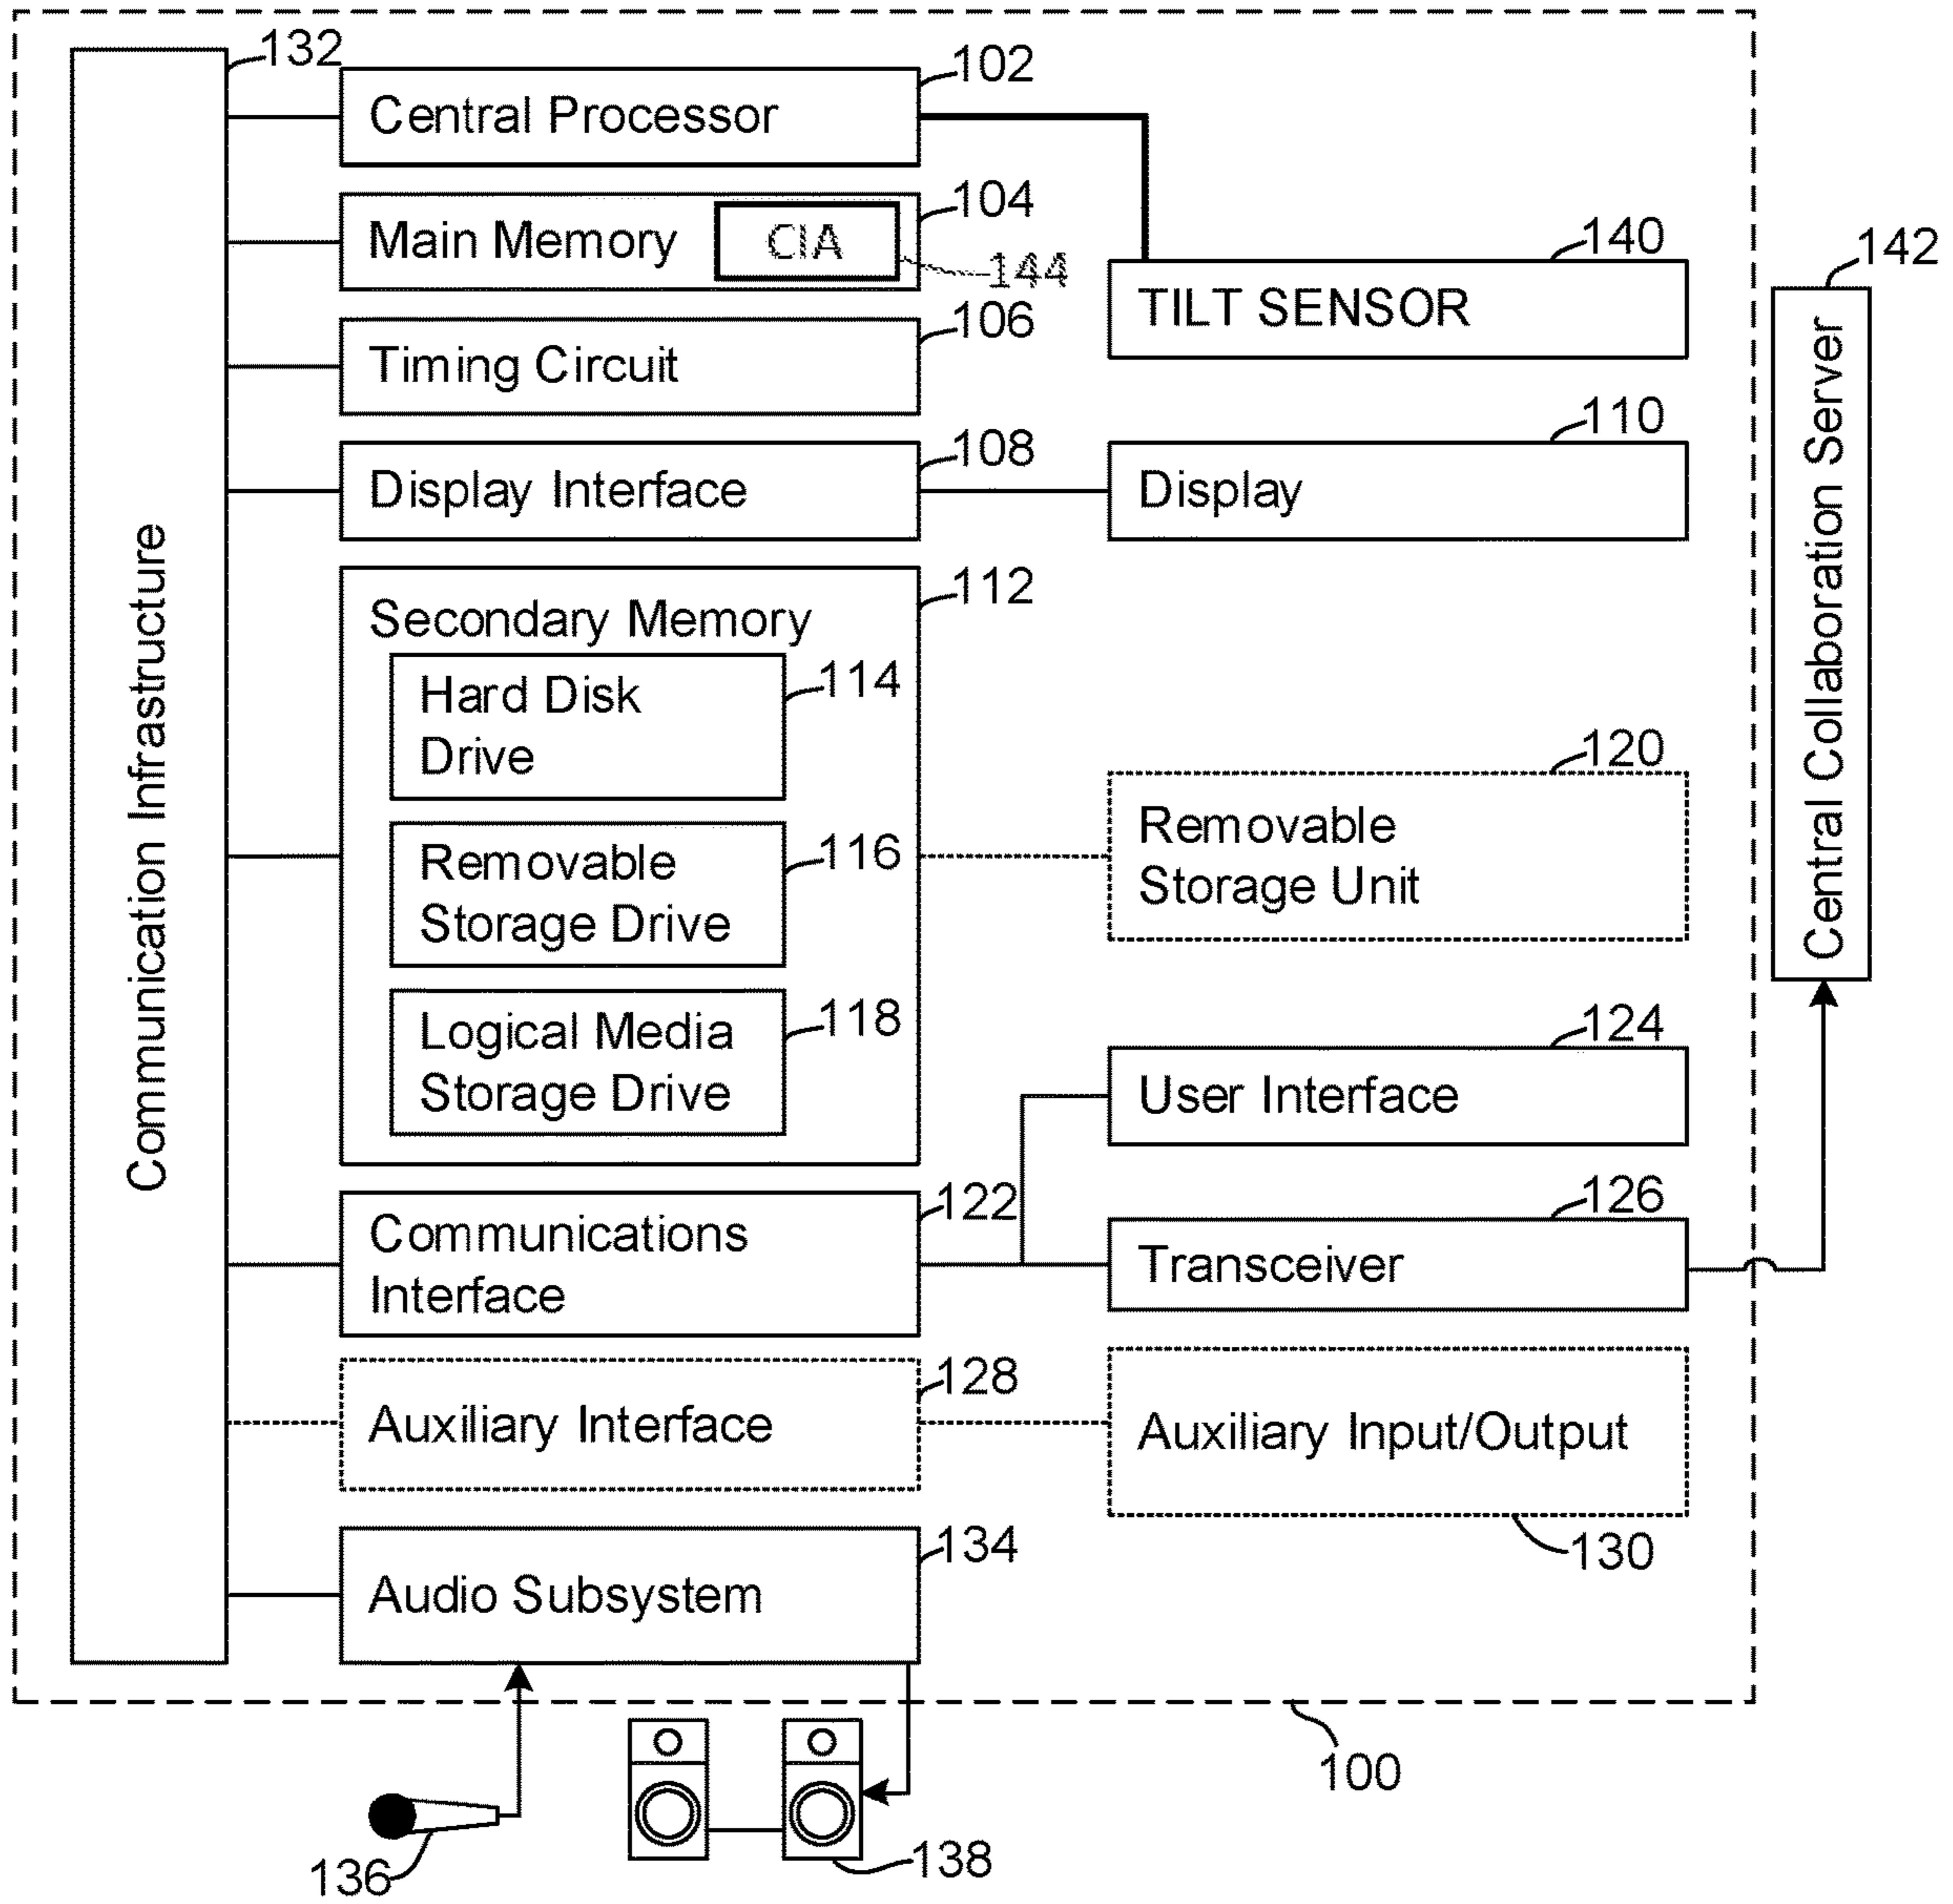 132
102
Central Processor
104
Main Memory
CIA
144
140
142
TILT SENSOR
106
Timing Circuit
110
108
Display Interface
Display
Central Collaboration Server
Communication Infrastructure
112
Secondary Memory
114
Hard Disk
Drive
120
Removable
Storage Unit
116
Removable
Storage Drive
118
Logical Media
Storage Drive
124
User Interface
122
Communications
Interface
126
Transceiver
128
Auxiliary Interface
Auxiliary Input/Output
130
134
Audio Subsystem
100
136
138